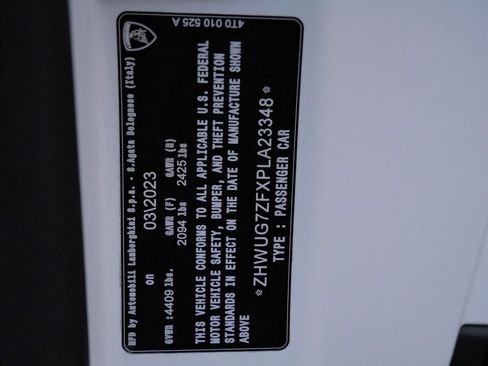 4T0 010 525 A
MFD by Automobili Lamborghini S.p.a. - S.Agata Bolognese (Italy)
on 03\2023
GAWR (F) GAWR (R)
GVWR :4409 lbs. 2094 lbs 2425 lbs
THIS VEHICLE CONFORMS TO ALL APPLICABLE U.S. FEDERAL
MOTOR VEHICLE SAFETY, BUMPER, AND THEFT PREVENTION
STANDARDS IN EFFECT ON THE DATE OF MANUFACTURE SHOWN
ABOVE
*ZHWUG7ZFXPLA23348*
TYPE : PASSENGER CAR